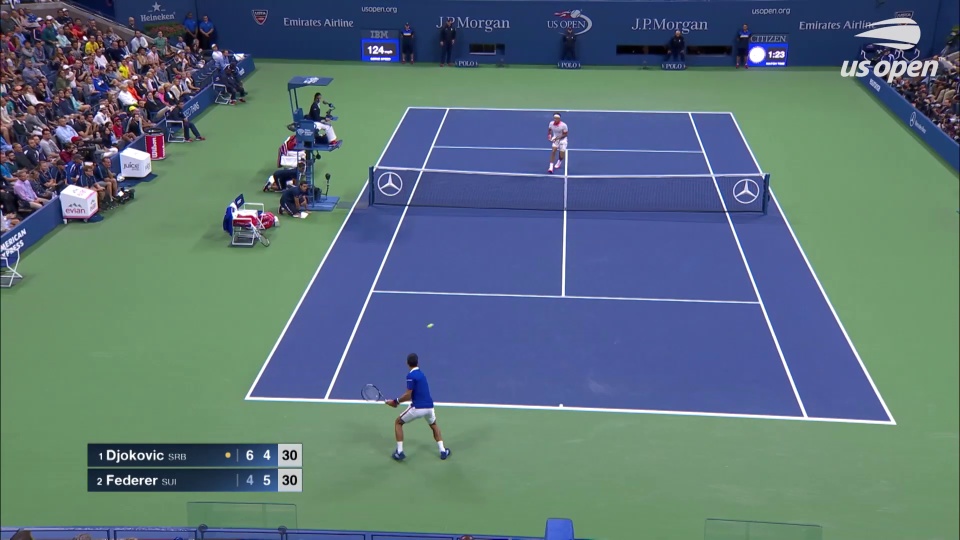 Heineken
Emirates Airline
usopen.org
J.P.Morgan
US OPEN
J.P.Morgan
usopen.org
Emirates Airline
us open
IBM
124 mph
CITIZEN
1:23
POLO
POLO
POLO
Wilson
evian
AMERICAN
EXPRESS
1 Djokovic SRB 6 4 30
2 Federer SUI 4 5 30